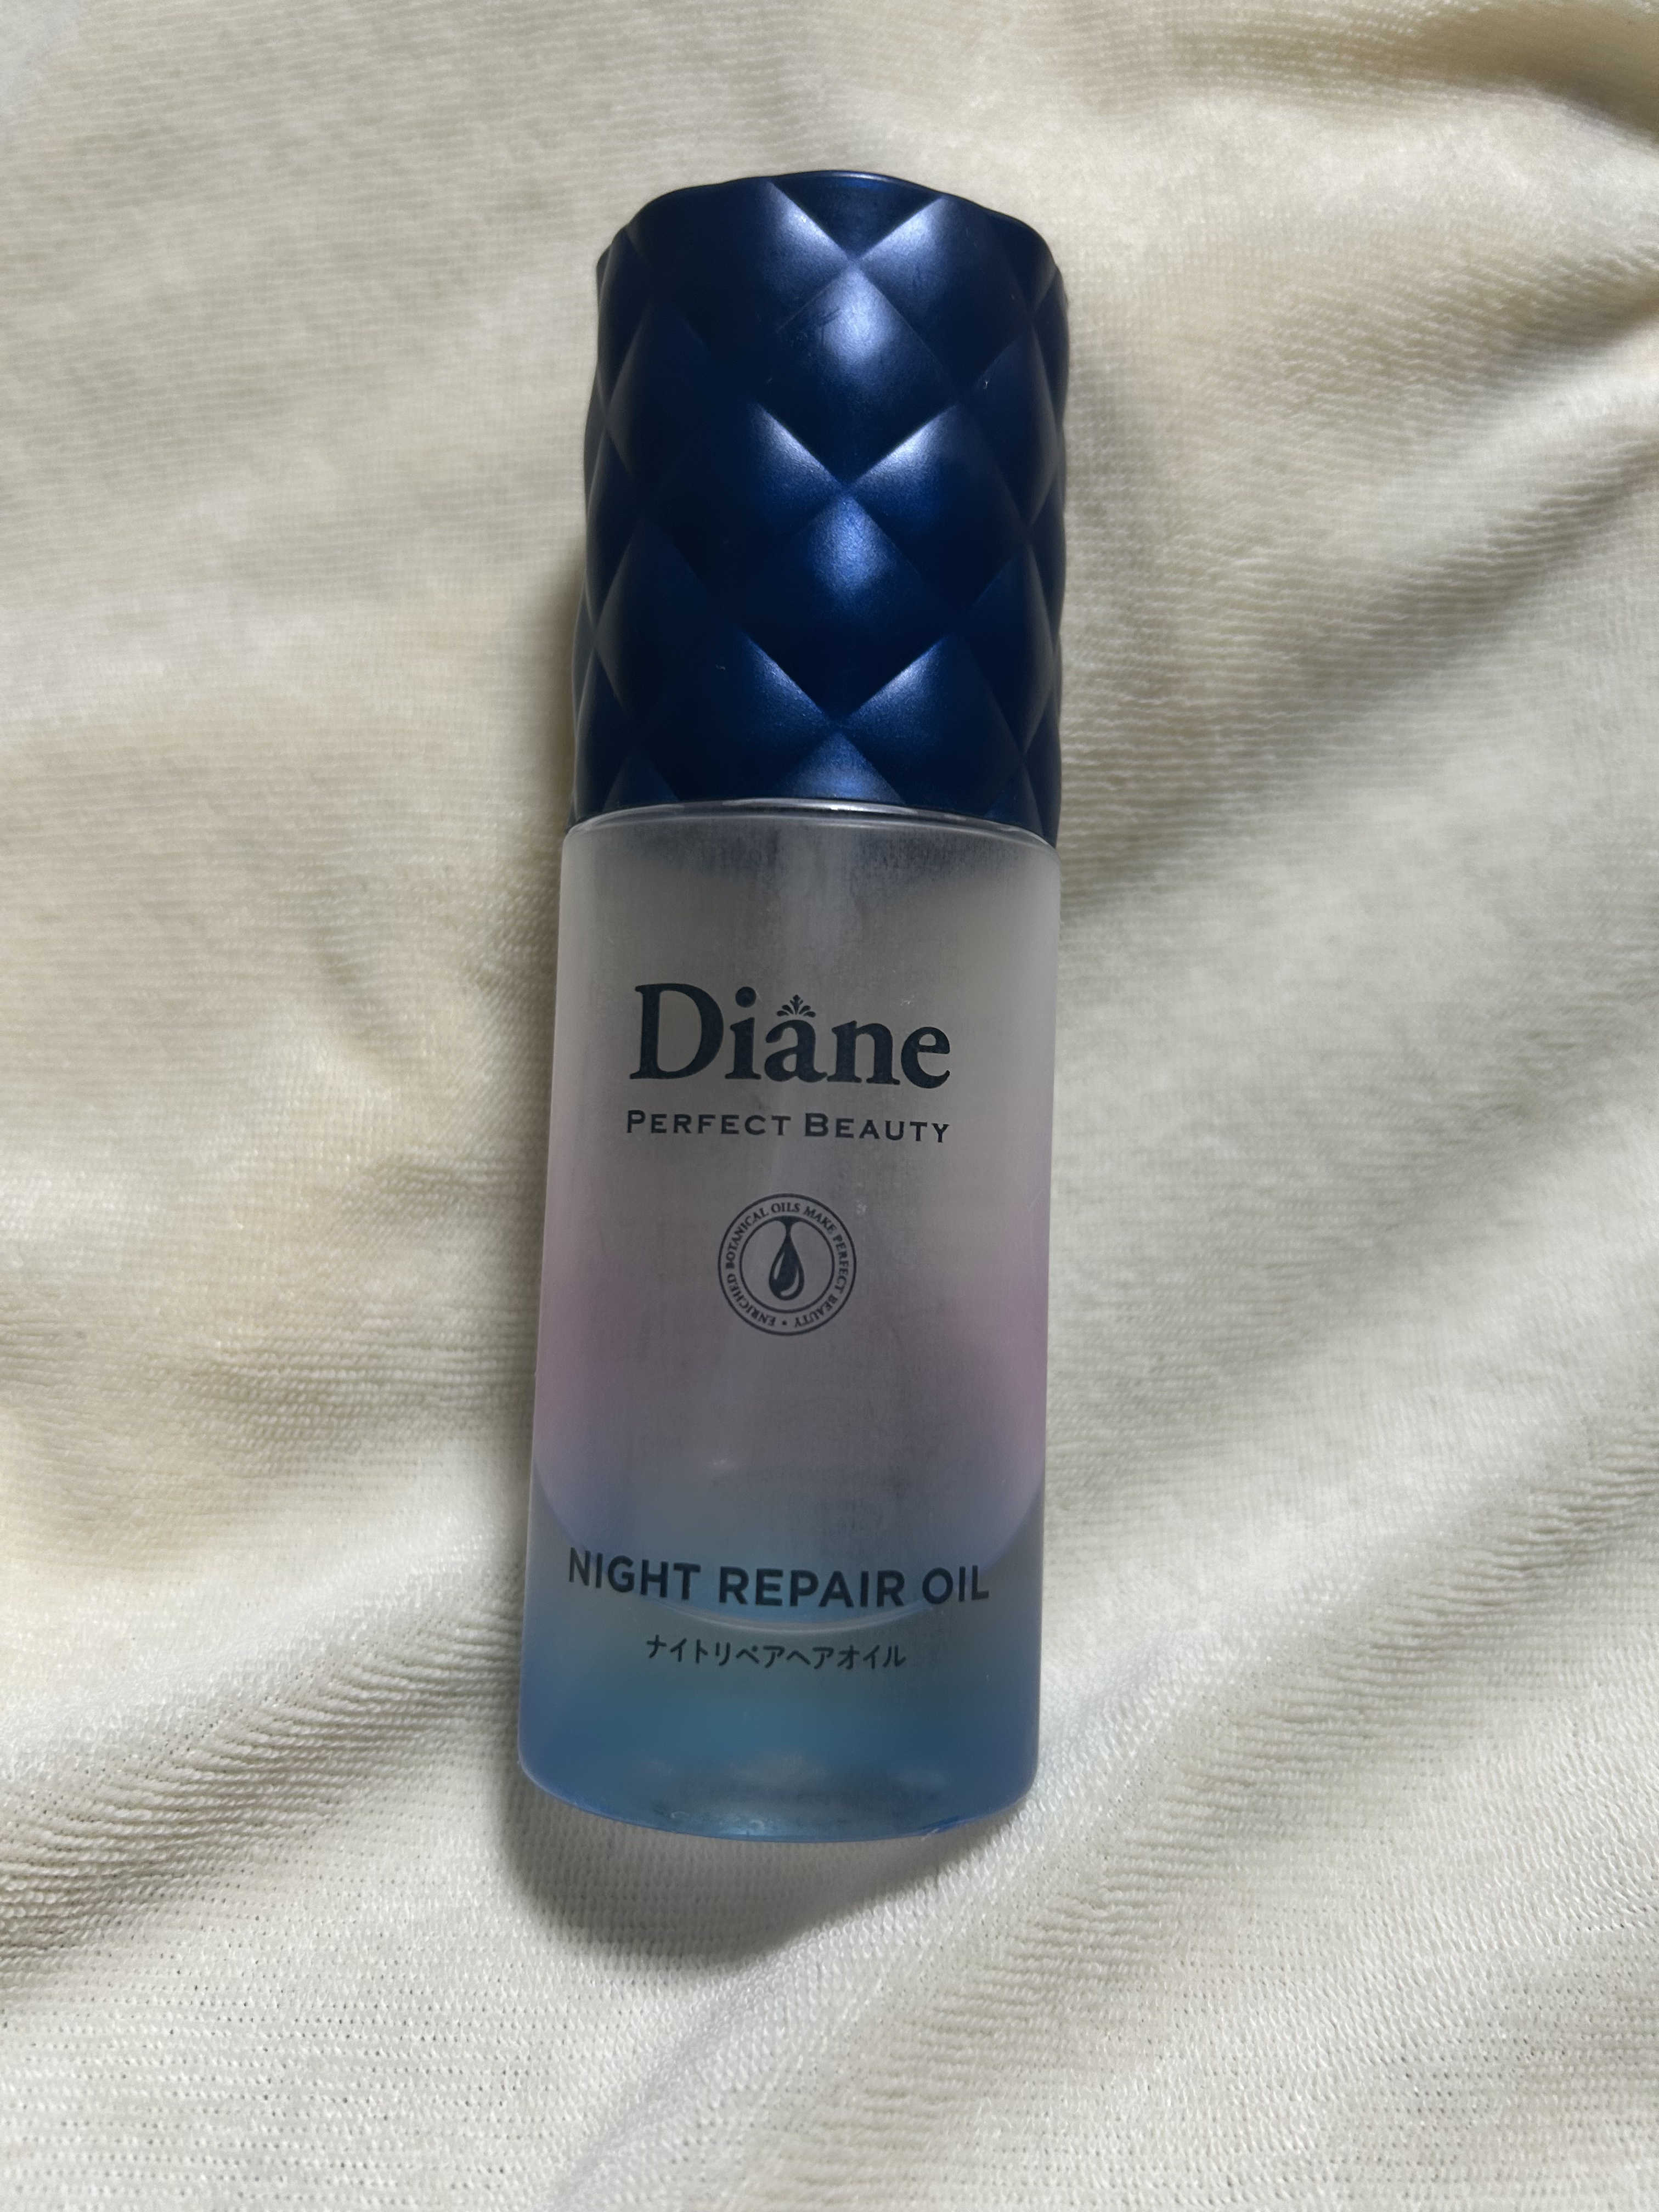 Diane
PERFECT BEAUTY
ENRICHED BOTANICAL OILS MAKE PERFECT BEAUTY •
NIGHT REPAIR OIL
ナイトリペアヘアオイル